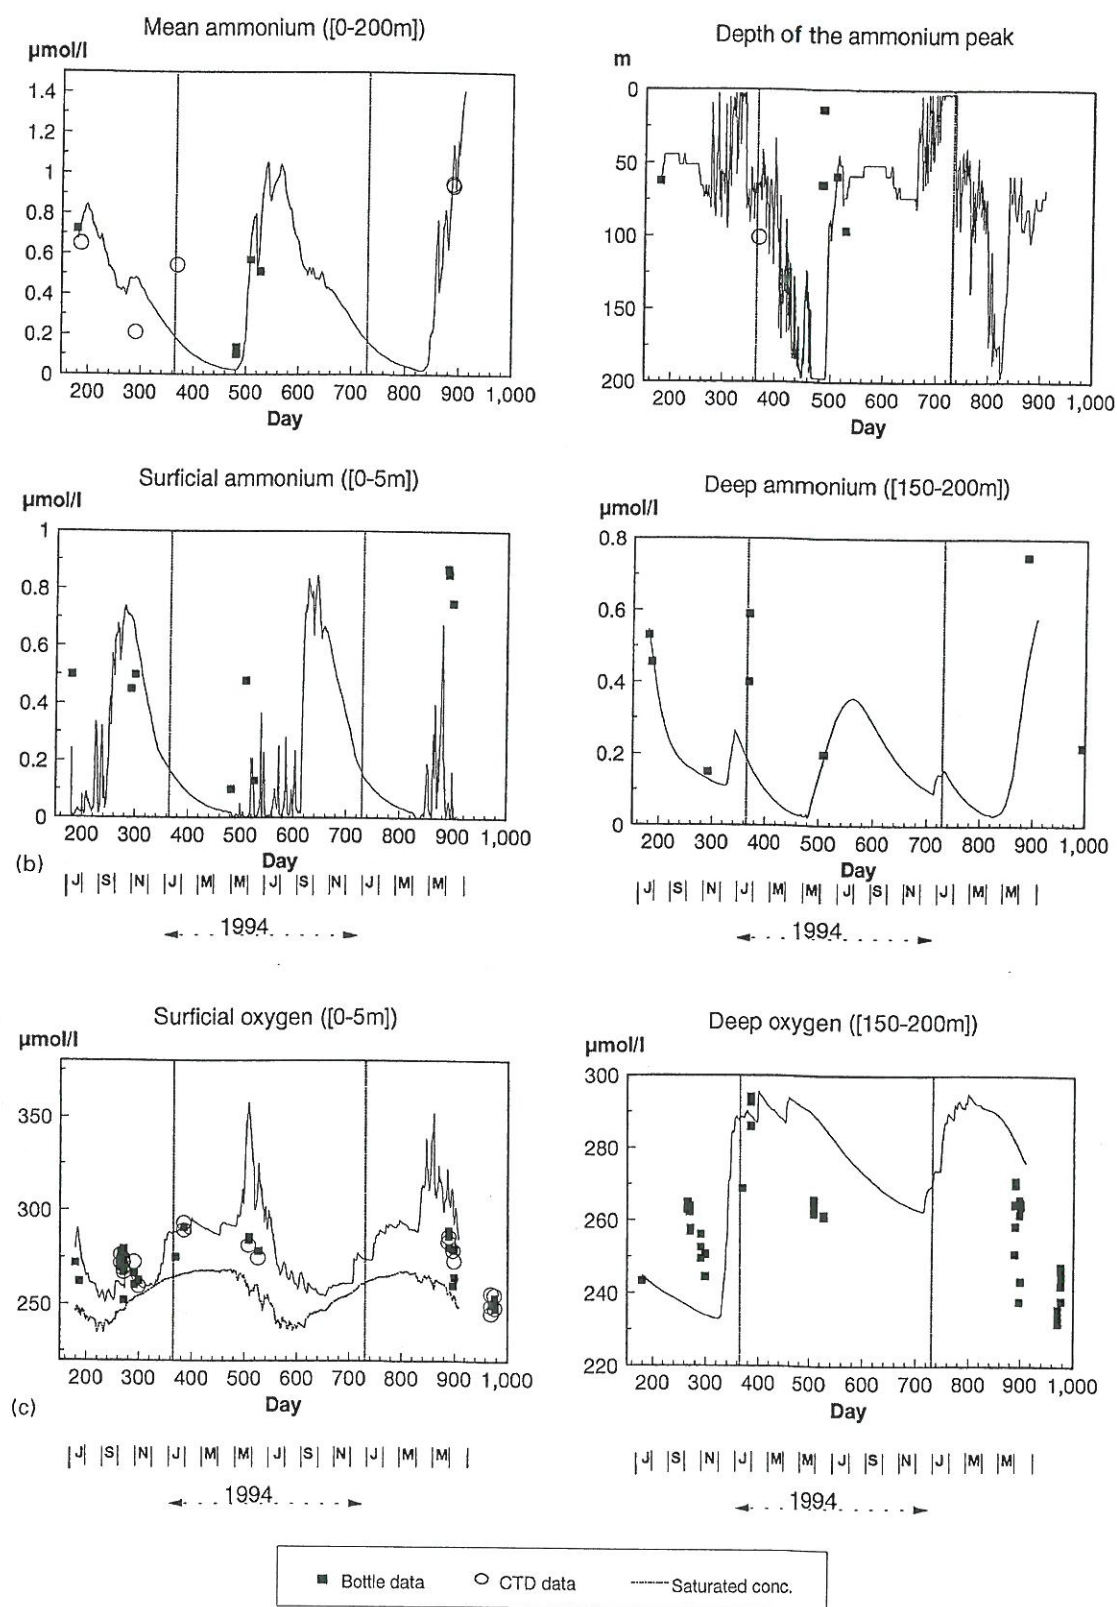 Mean ammonium ([0-200m])
µmol/l
1.4
1.2
1
0.8
0.6
0.4
0.2
0
200 300 400 500 600 700 800 900 1,000
Day
Depth of the ammonium peak
m
0
50
100
150
200
200 300 400 500 600 700 800 900 1,000
Day
Surficial ammonium ([0-5m])
µmol/l
1
0.8
0.6
0.4
0.2
0
200 300 400 500 600 700 800 900 1,000
(b)
Day
J S N J M M J S N J M M
1994
Deep ammonium ([150-200m])
µmol/l
0.8
0.6
0.4
0.2
0
200 300 400 500 600 700 800 900 1,000
Day
J S N J M M J S N J M M
1994
Surficial oxygen ([0-5m])
µmol/l
350
300
250
200 300 400 500 600 700 800 900 1,000
(c)
Day
J S N J M M J S N J M M
1994
Deep oxygen ([150-200m])
µmol/l
300
280
260
240
220
200 300 400 500 600 700 800 900 1,000
Day
J S N J M M J S N J M M
1994
Bottle data
CTD data
Saturated conc.